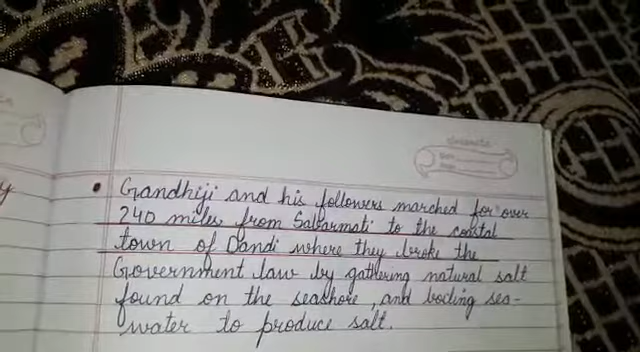 Gandhiji and his followers marched for over
240 miles from Sabarmati to the coastal
town of Dandi where they broke the
Government law by gathering natural salt
found on the seashore, and boiling sea-
water to produce salt.
y